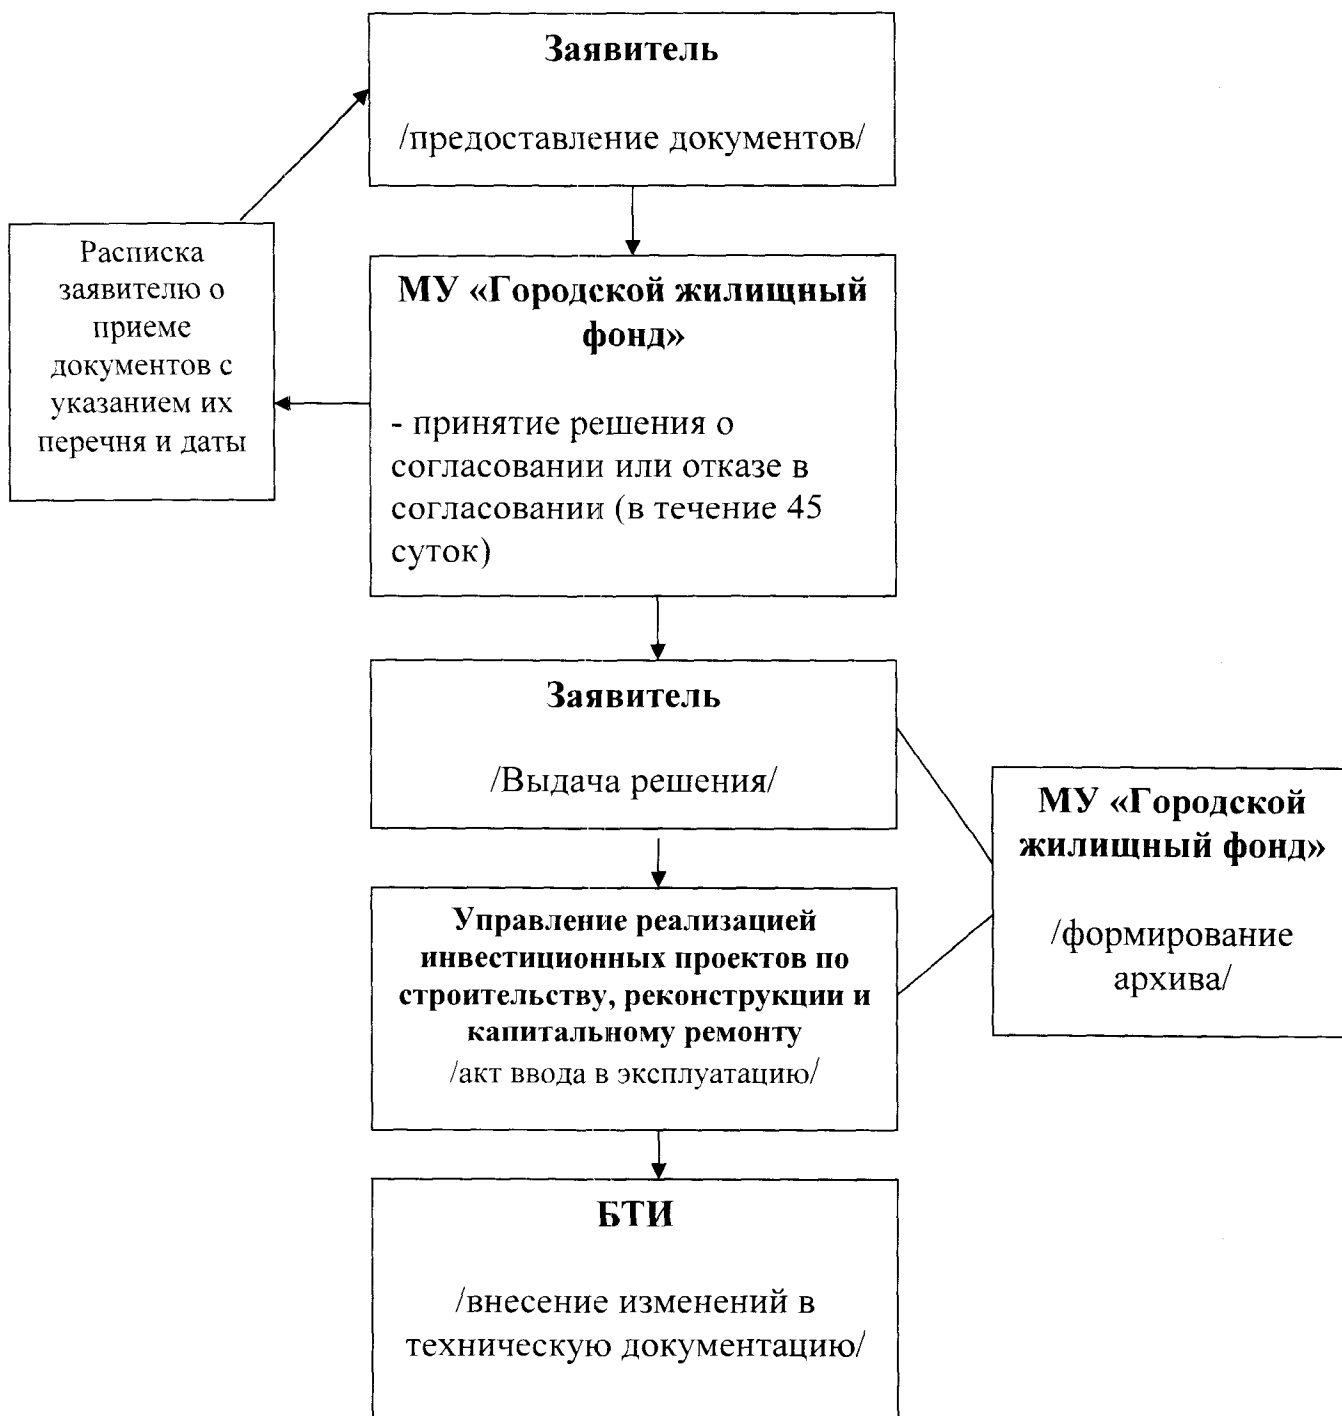 Заявитель
/предоставление документов/
Расписка
заявителю о
приеме
документов с
указанием их
перечня и даты
МУ «Городской жилищный
фонд»
- принятие решения о
согласовании или отказе в
согласовании (в течение 45
суток)
Заявитель
/Выдача решения/
МУ «Городской
жилищный фонд»
/формирование
архива/
Управление реализацией
инвестиционных проектов по
строительству, реконструкции и
капитальному ремонту
/акт ввода в эксплуатацию/
БТИ
/внесение изменений в
техническую документацию/